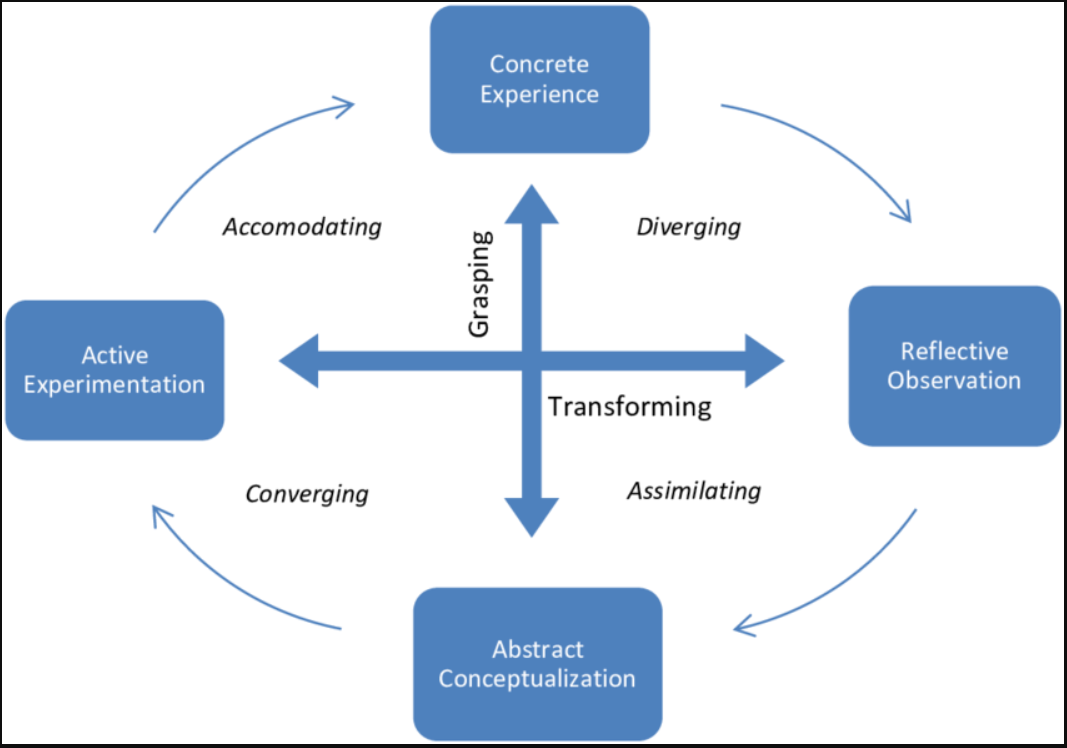 Concrete
Experience
Accomodating
Grasping
Diverging
Active
Experimentation
Reflective
Observation
Transforming
Converging
Assimilating
Abstract
Conceptualization